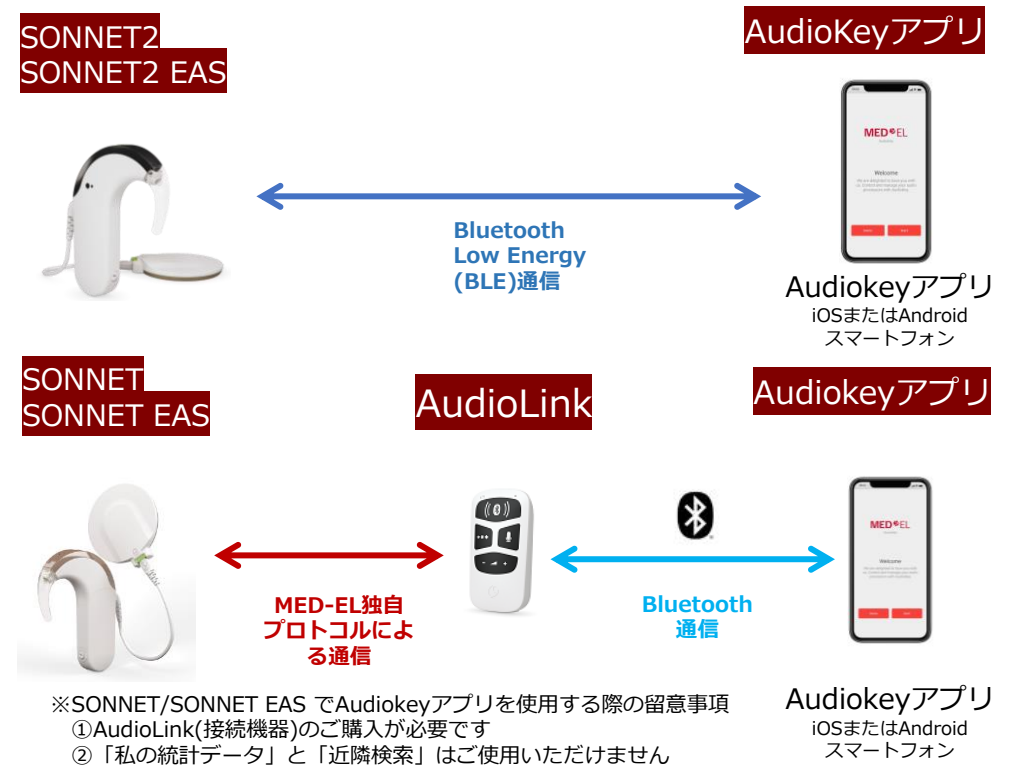 SONNET2
SONNET2 EAS
AudioKeyアプリ
MED EL
Welcome
Bluetooth
Low Energy
(BLE)通信
Audiokeyアプリ
iOSまたはAndroid
スマートフォン
SONNET
SONNET EAS
AudioLink
Audiokeyアプリ
MED EL
Welcome
MED-EL独自
プロトコルによ
る通信
Bluetooth
通信
※SONNET/SONNET EAS でAudiokeyアプリを使用する際の留意事項
①AudioLink(接続機器)のご購入が必要です
②「私の統計データ」と「近隣検索」はご使用いただけません
Audiokeyアプリ
iOSまたはAndroid
スマートフォン